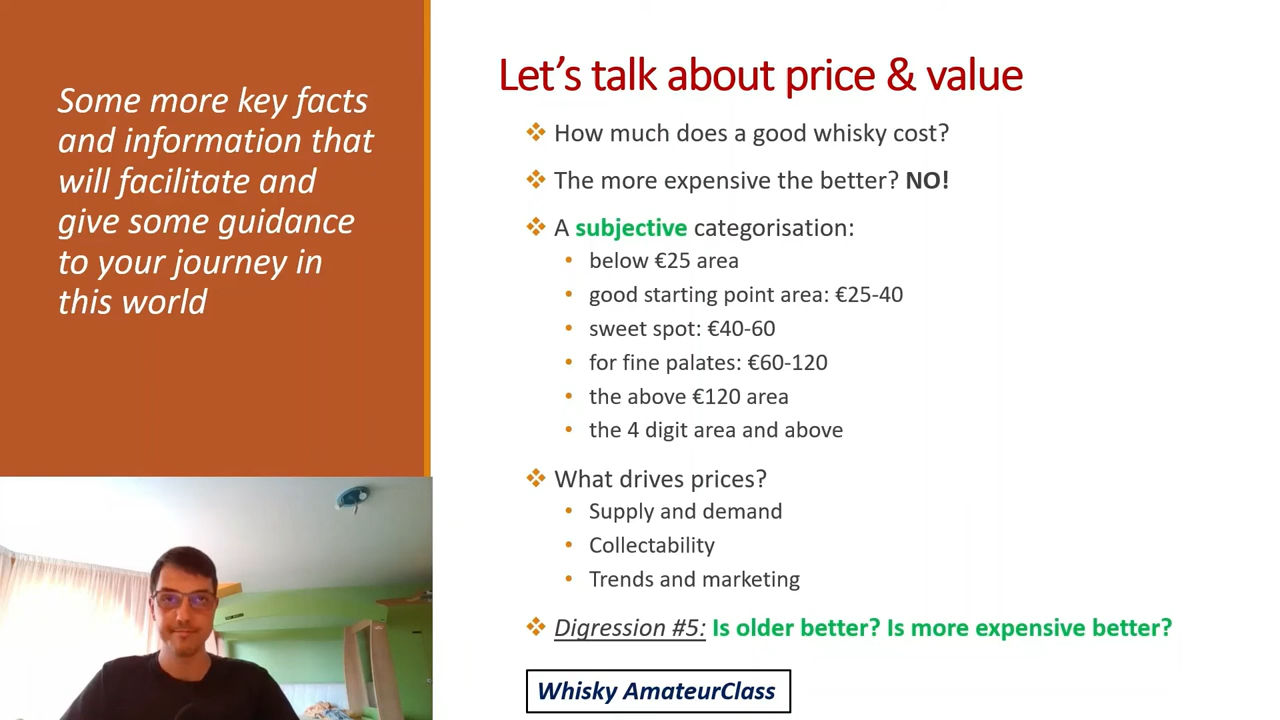 Some more key facts
and information that
will facilitate and
give some guidance
to your journey in
this world
Let's talk about price & value
How much does a good whisky cost?
The more expensive the better? NO!
A subjective categorisation:
below €25 area
good starting point area: €25-40
sweet spot: €40-60
for fine palates: €60-120
the above €120 area
the 4 digit area and above
What drives prices?
Supply and demand
Collectability
Trends and marketing
Digression #5: Is older better? Is more expensive better?
Whisky AmateurClass